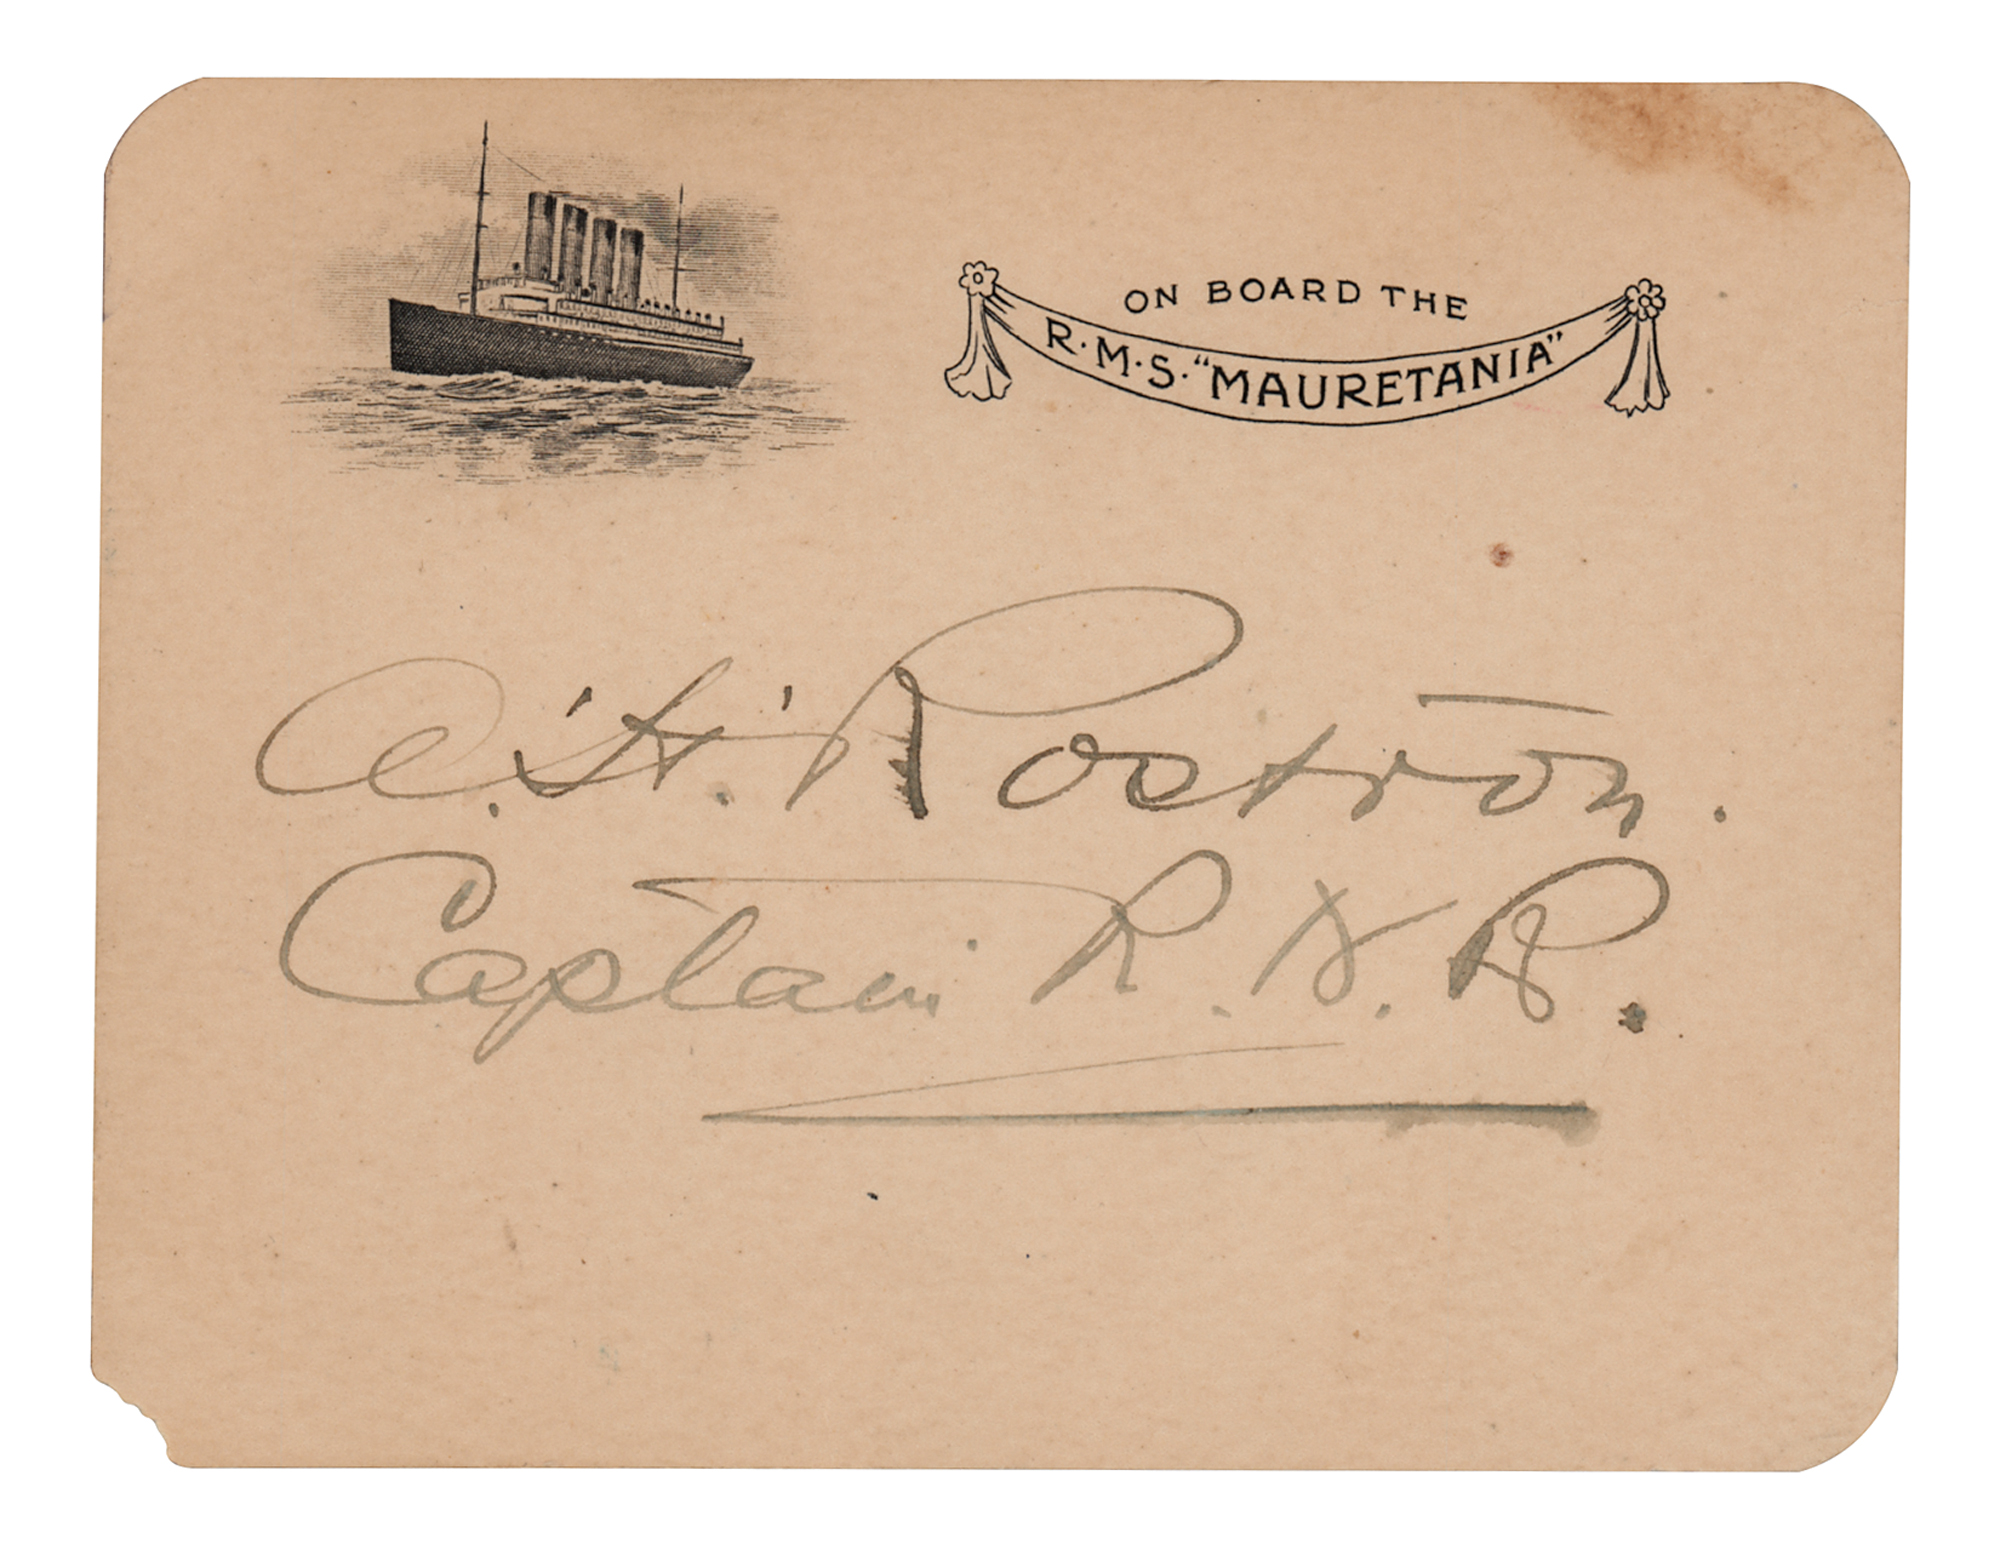 ON BOARD THE
R·M·S· "MAURETANIA"
A. H. Rostron.
Captain R. N. R.